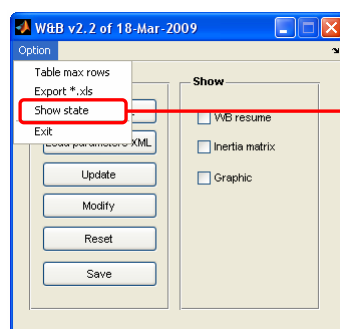 W&B v2.2 of 18-Mar-2009
Option
Table max rows
Export *.xls
Show state
Exit
Show
WB resume
XML
Inertia matrix
Update
Graphic
Modify
Reset
Save